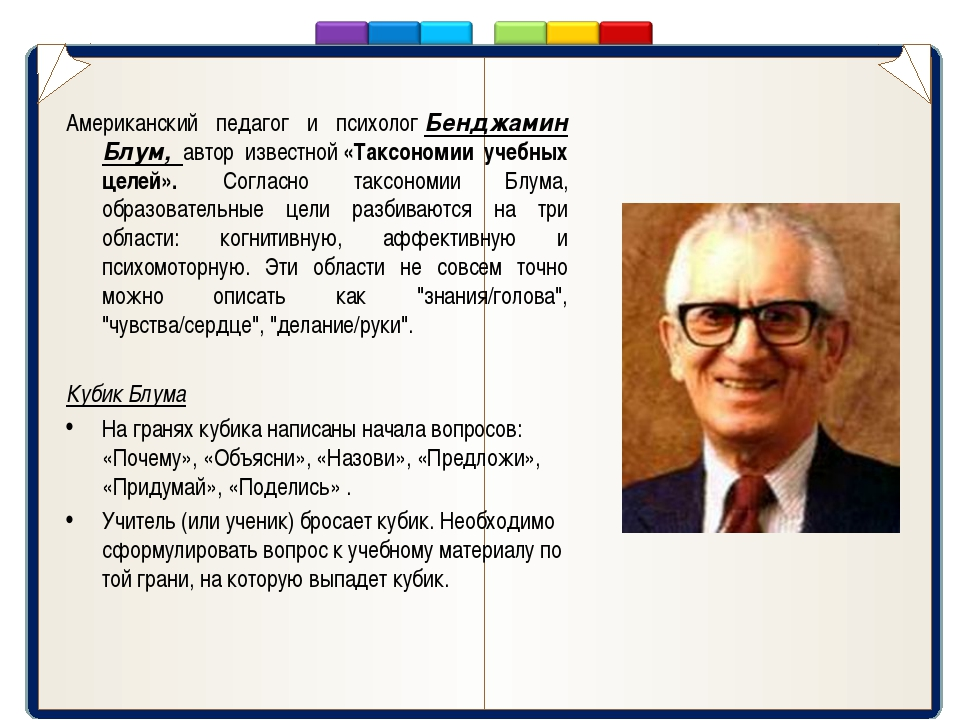 Американский педагог и психолог Бенджамин
Блум, автор известной «Таксономии учебных
целей». Согласно таксономии Блума,
образовательные цели разбиваются на три
области: когнитивную, аффективную и
психомоторную. Эти области не совсем точно
можно описать как "знания/голова",
"чувства/сердце", "делание/руки".
Кубик Блума
• На гранях кубика написаны начала вопросов:
«Почему», «Объясни», «Назови», «Предложи»,
«Придумай», «Поделись» .
• Учитель (или ученик) бросает кубик. Необходимо
сформулировать вопрос к учебному материалу по
той грани, на которую выпадет кубик.